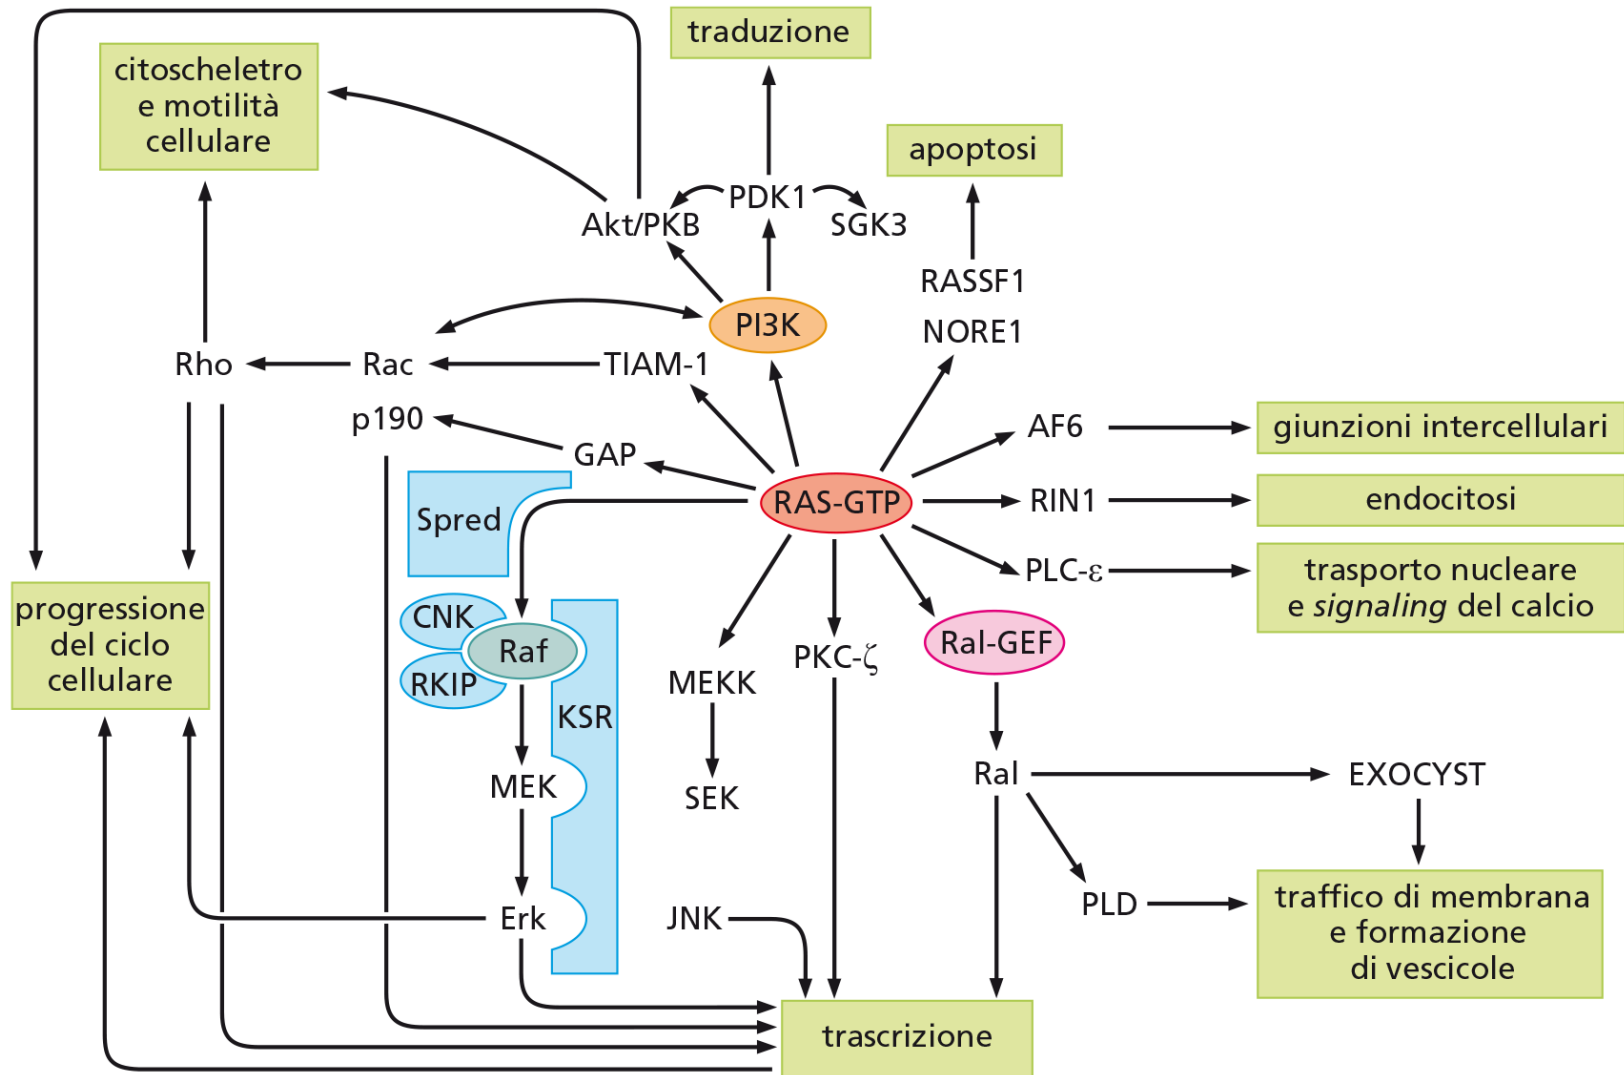 traduzione
citoscheletro
e motilità
cellulare
apoptosi
PDK1
Akt/PKB
SGK3
RASSF1
PI3K
NORE1
Rho
Rac
TIAM-1
p190
GAP
AF6
giunzioni intercellulari
RAS-GTP
RIN1
endocitosi
Spred
PLC-ε
trasporto nucleare
e signaling del calcio
progressione
del ciclo
cellulare
CNK
Raf
RKIP
KSR
MEKK
PKC-ζ
Ral-GEF
MEK
SEK
Ral
EXOCYST
Erk
JNK
PLD
traffico di membrana
e formazione
di vescicole
trascrizione